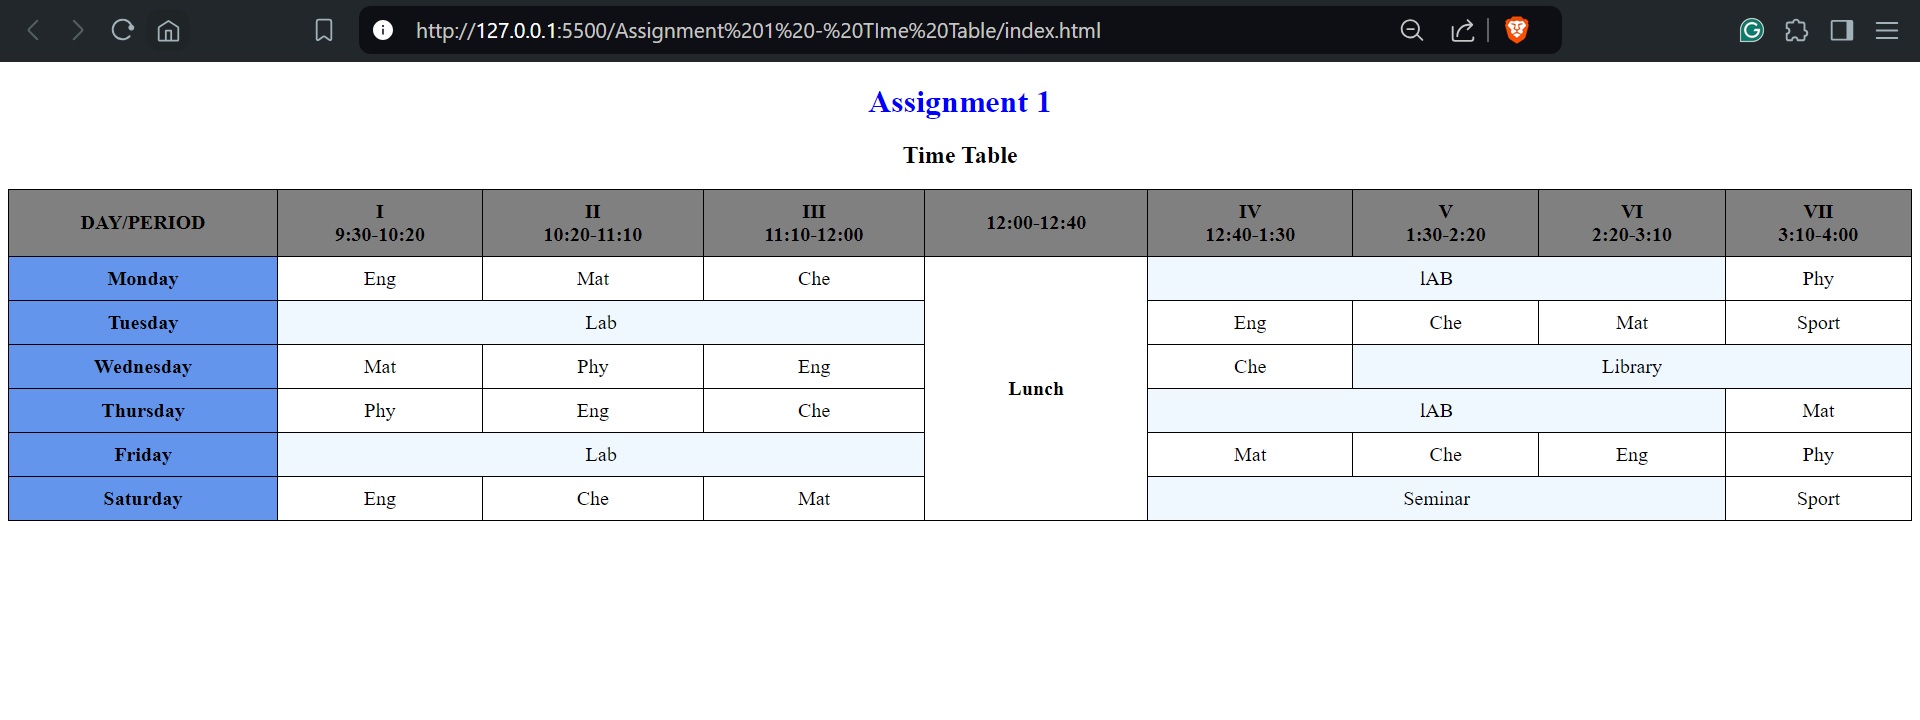 http://127.0.0.1:5500/Assignment%201%20-%20TIme%20Table/index.html
Assignment 1
Time Table
DAY/PERIOD I 9:30-10:20 II 10:20-11:10 III 11:10-12:00 12:00-12:40 IV 12:40-1:30 V 1:30-2:20 VI 2:20-3:10 VII 3:10-4:00
Monday Eng Mat Che lAB Phy
Tuesday Lab Eng Che Mat Sport
Wednesday Mat Phy Eng Che Library
Lunch
Thursday Phy Eng Che lAB Mat
Friday Lab Mat Che Eng Phy
Saturday Eng Che Mat Seminar Sport